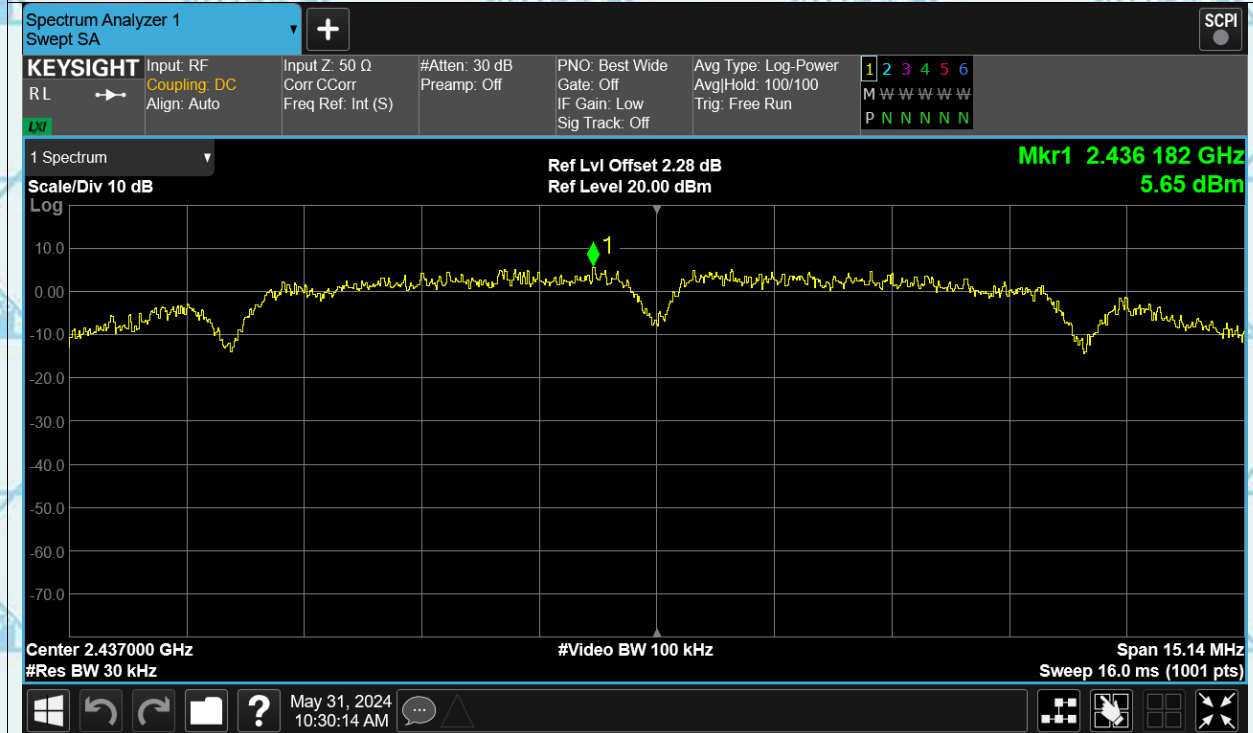 Spectrum Analyzer 1
Swept SA
SCPI
KEYSIGHT
R L
LXI
Input: RF
Coupling: DC
Align: Auto
Input Z: 50 Ω
Corr CCorr
Freq Ref: Int (S)
#Atten: 30 dB
Preamp: Off
PNO: Best Wide
Gate: Off
IF Gain: Low
Sig Track: Off
Avg Type: Log-Power
Avg|Hold: 100/100
Trig: Free Run
1 2 3 4 5 6
M W W W W W
P N N N N N
1 Spectrum
Scale/Div 10 dB
Log
Ref Lvl Offset 2.28 dB
Ref Level 20.00 dBm
Mkr1 2.436 182 GHz
5.65 dBm
1
10.0
0.00
-10.0
-20.0
-30.0
-40.0
-50.0
-60.0
-70.0
Center 2.437000 GHz
#Res BW 30 kHz
#Video BW 100 kHz
Span 15.14 MHz
Sweep 16.0 ms (1001 pts)
?
May 31, 2024
10:30:14 AM